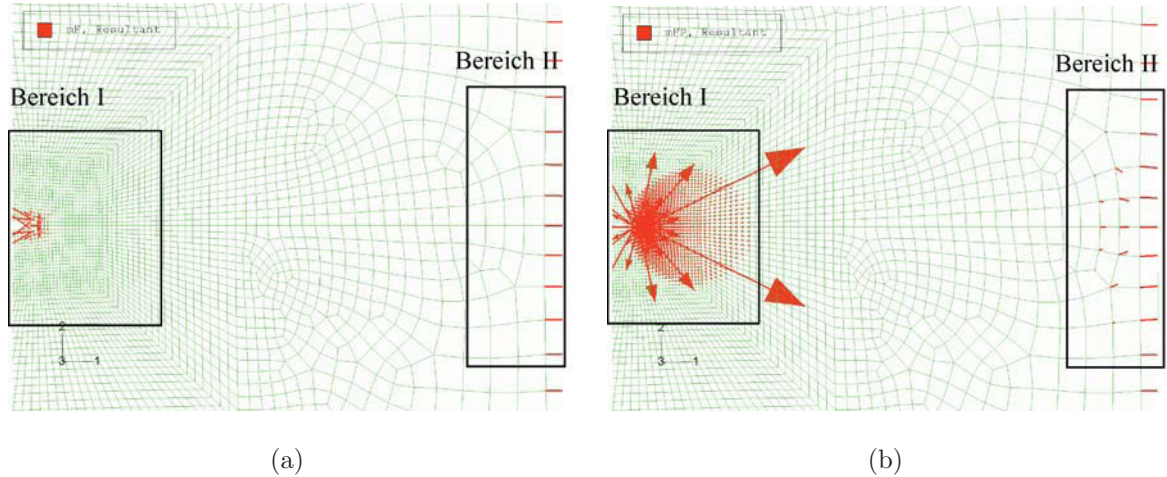 mF, Resultant
Bereich II
Bereich I
2
3
1
(a)
mFP, Resultant
Bereich II
Bereich I
2
3
1
(b)